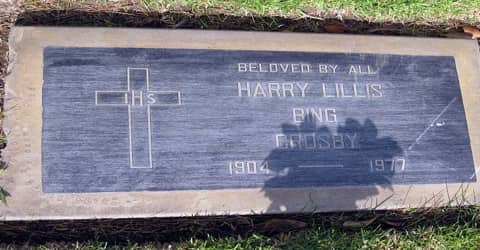 IHS
BELOVED BY ALL
HARRY LILLIS
BING
CROSBY
1904 — 1977